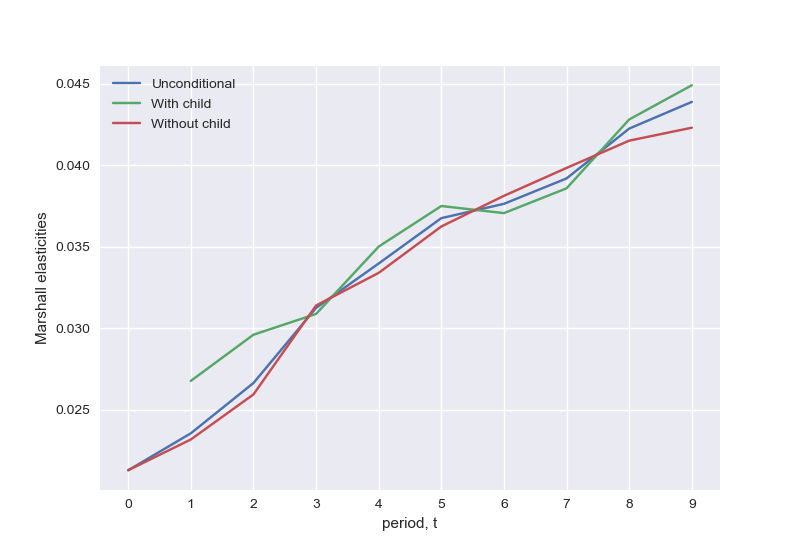 Unconditional
With child
Without child
0.045
0.040
0.035
0.030
0.025
Marshall elasticities
0 1 2 3 4 5 6 7 8 9
period, t